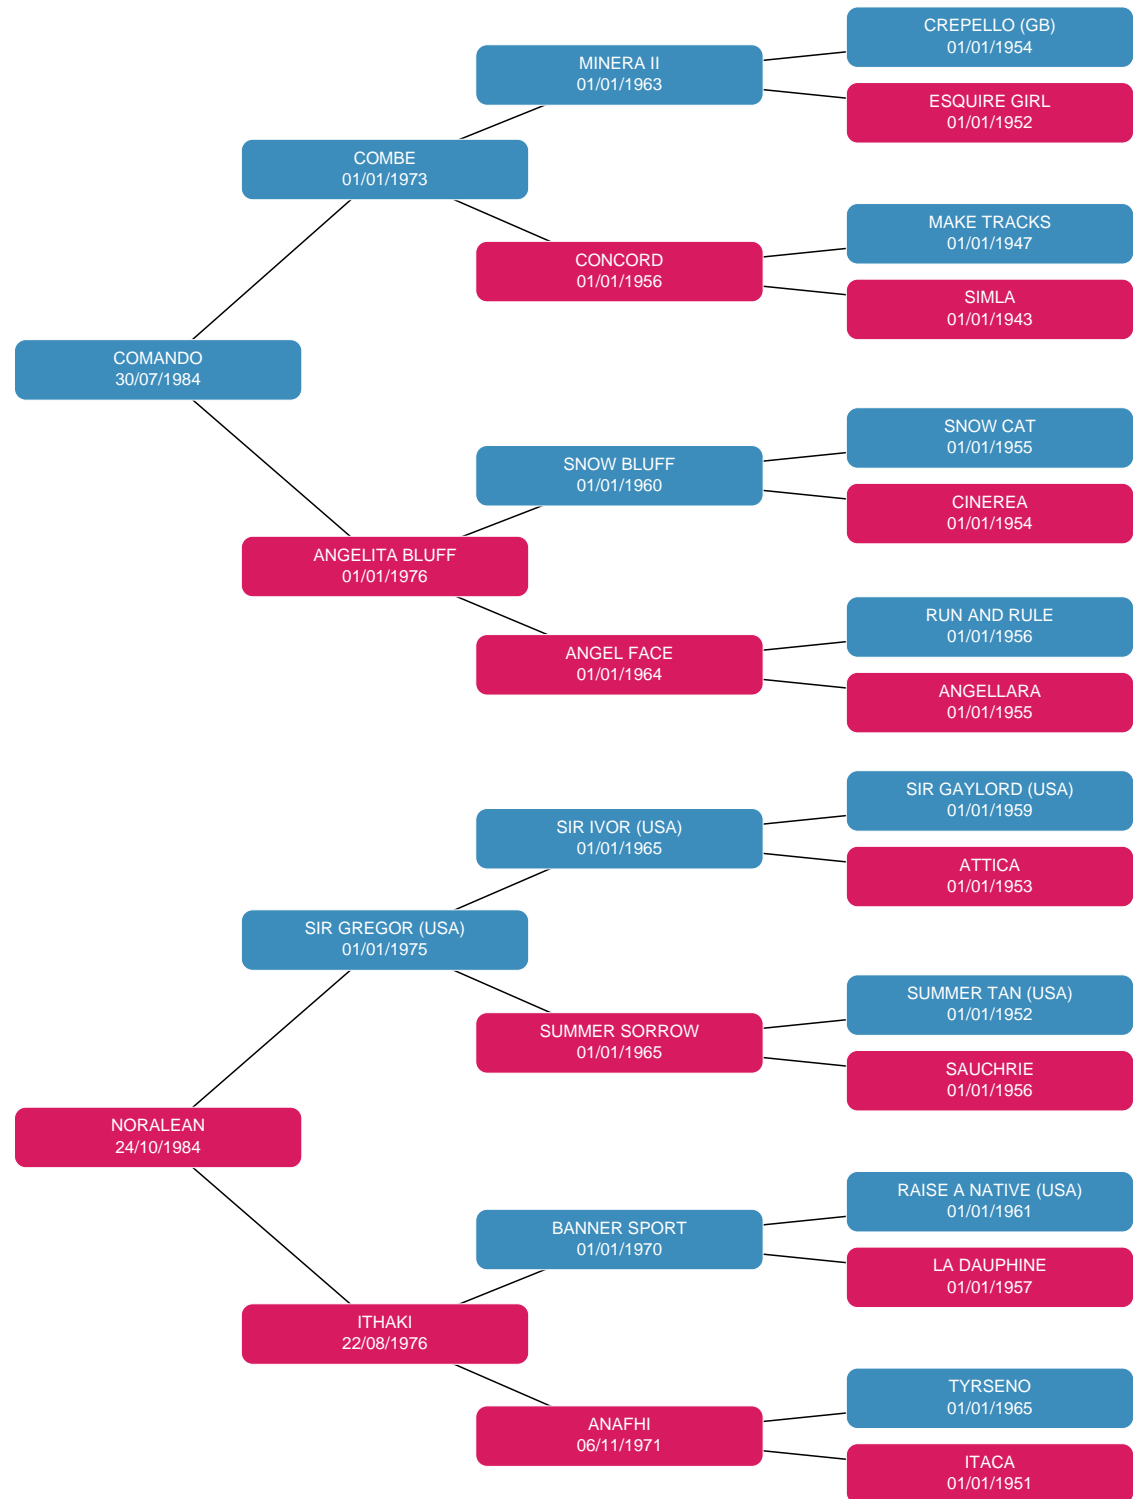 CREPELLO (GB)
01/01/1954
MINERA II
01/01/1963
ESQUIRE GIRL
01/01/1952
COMBE
01/01/1973
MAKE TRACKS
01/01/1947
CONCORD
01/01/1956
SIMLA
01/01/1943
COMANDO
30/07/1984
SNOW CAT
01/01/1955
SNOW BLUFF
01/01/1960
CINEREA
01/01/1954
ANGELITA BLUFF
01/01/1976
RUN AND RULE
01/01/1956
ANGEL FACE
01/01/1964
ANGELLARA
01/01/1955
SIR GAYLORD (USA)
01/01/1959
SIR IVOR (USA)
01/01/1965
ATTICA
01/01/1953
SIR GREGOR (USA)
01/01/1975
SUMMER TAN (USA)
01/01/1952
SUMMER SORROW
01/01/1965
SAUCHRIE
01/01/1956
NORALEAN
24/10/1984
RAISE A NATIVE (USA)
01/01/1961
BANNER SPORT
01/01/1970
LA DAUPHINE
01/01/1957
ITHAKI
22/08/1976
TYRSENO
01/01/1965
ANAFHI
06/11/1971
ITACA
01/01/1951